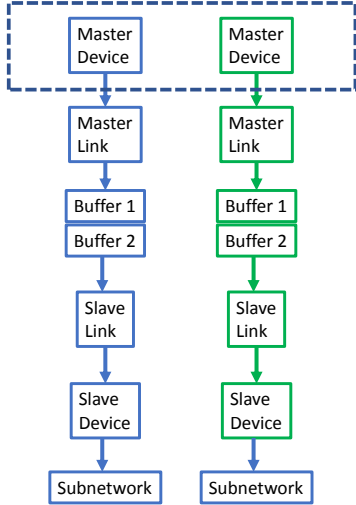 Master
Device
Master
Device
Master
Link
Master
Link
Buffer 1
Buffer 1
Buffer 2
Buffer 2
Slave
Link
Slave
Link
Slave
Device
Slave
Device
Subnetwork
Subnetwork